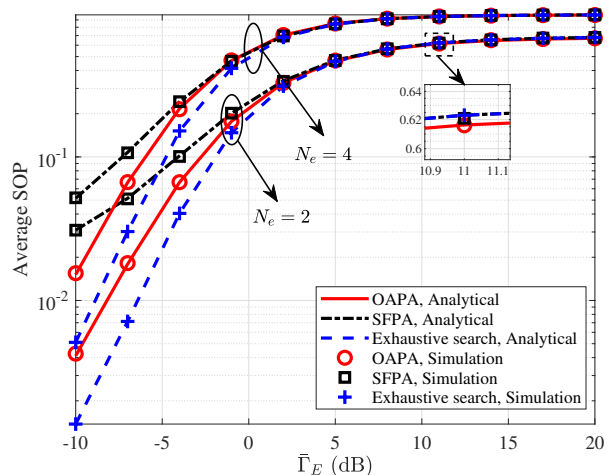 Average SOP
10^{-1}
10^{-2}
N_e = 4
N_e = 2
0.64
0.62
0.6
10.9 11 11.1
OAPA, Analytical
SFPA, Analytical
Exhaustive search, Analytical
OAPA, Simulation
SFPA, Simulation
Exhaustive search, Simulation
-10 -5 0 5 10 15 20
Γ̄_E (dB)